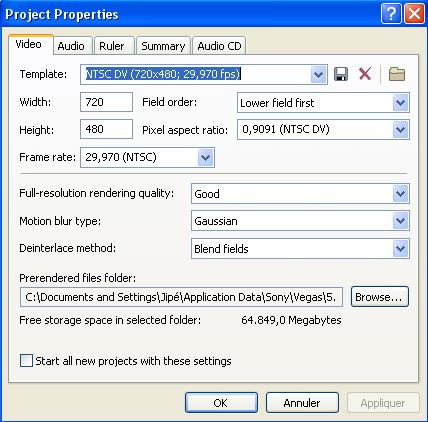 Project Properties
Video Audio Ruler Summary Audio CD
Template: NTSC DV (720x480; 29,970 fps)
Width: 720 Field order: Lower field first
Height: 480 Pixel aspect ratio: 0,9091 (NTSC DV)
Frame rate: 29,970 (NTSC)
Full-resolution rendering quality: Good
Motion blur type: Gaussian
Deinterlace method: Blend fields
Prerendered files folder:
C:\Documents and Settings\Jipé\Application Data\Sony\Vegas\5. Browse...
Free storage space in selected folder: 64.849,0 Megabytes
Start all new projects with these settings
OK Annuler Appliquer